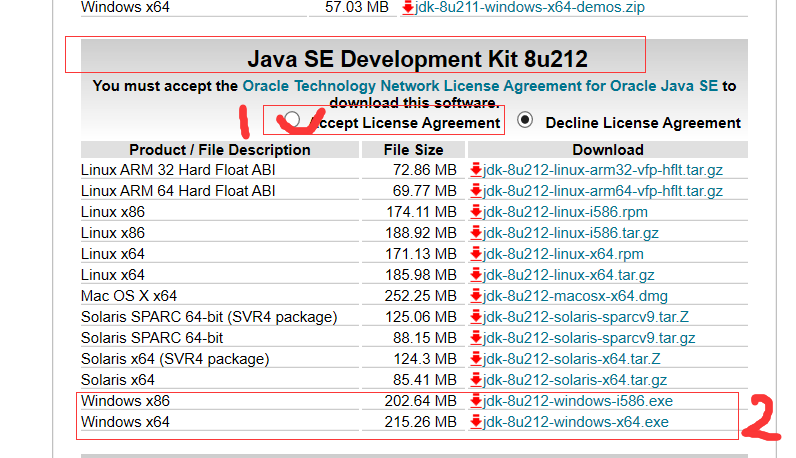 Windows x64 57.03 MB jdk-8u211-windows-x64-demos.zip
Java SE Development Kit 8u212
You must accept the Oracle Technology Network License Agreement for Oracle Java SE to
download this software.
1 Accept License Agreement Decline License Agreement
Product / File Description File Size Download
Linux ARM 32 Hard Float ABI 72.86 MB jdk-8u212-linux-arm32-vfp-hflt.tar.gz
Linux ARM 64 Hard Float ABI 69.77 MB jdk-8u212-linux-arm64-vfp-hflt.tar.gz
Linux x86 174.11 MB jdk-8u212-linux-i586.rpm
Linux x86 188.92 MB jdk-8u212-linux-i586.tar.gz
Linux x64 171.13 MB jdk-8u212-linux-x64.rpm
Linux x64 185.98 MB jdk-8u212-linux-x64.tar.gz
Mac OS X x64 252.25 MB jdk-8u212-macosx-x64.dmg
Solaris SPARC 64-bit (SVR4 package) 125.06 MB jdk-8u212-solaris-sparcv9.tar.Z
Solaris SPARC 64-bit 88.15 MB jdk-8u212-solaris-sparcv9.tar.gz
Solaris x64 (SVR4 package) 124.3 MB jdk-8u212-solaris-x64.tar.Z
Solaris x64 85.41 MB jdk-8u212-solaris-x64.tar.gz
Windows x86 202.64 MB jdk-8u212-windows-i586.exe
Windows x64 215.26 MB jdk-8u212-windows-x64.exe 2